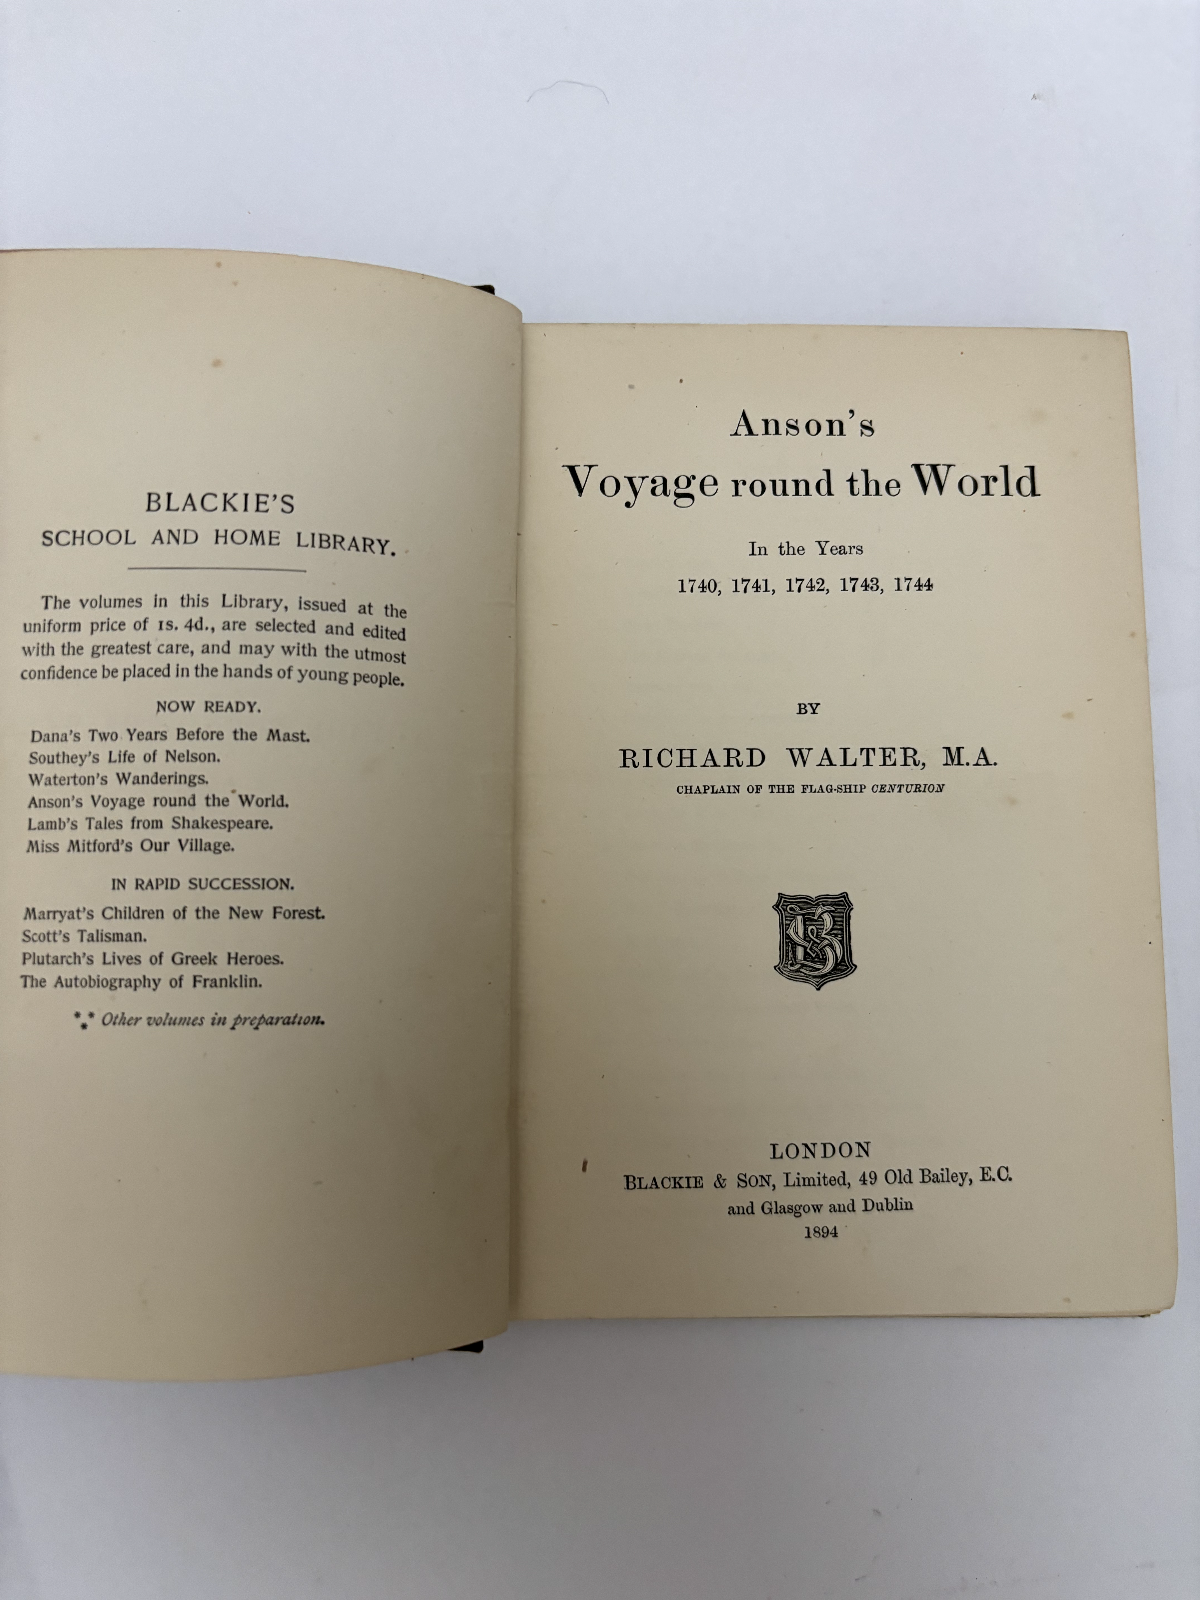 BLACKIE'S
SCHOOL AND HOME LIBRARY.
The volumes in this Library, issued at the
uniform price of 1s. 4d., are selected and edited
with the greatest care, and may with the utmost
confidence be placed in the hands of young people.
NOW READY.
Dana's Two Years Before the Mast.
Southey's Life of Nelson.
Waterton's Wanderings.
Anson's Voyage round the World.
Lamb's Tales from Shakespeare.
Miss Mitford's Our Village.
IN RAPID SUCCESSION.
Marryat's Children of the New Forest.
Scott's Talisman.
Plutarch's Lives of Greek Heroes.
The Autobiography of Franklin.
*** Other volumes in preparation.
Anson's
Voyage round the World
In the Years
1740, 1741, 1742, 1743, 1744
BY
RICHARD WALTER, M.A.
CHAPLAIN OF THE FLAG-SHIP CENTURION
B&S
LONDON
BLACKIE & SON, Limited, 49 Old Bailey, E.C.
and Glasgow and Dublin
1894